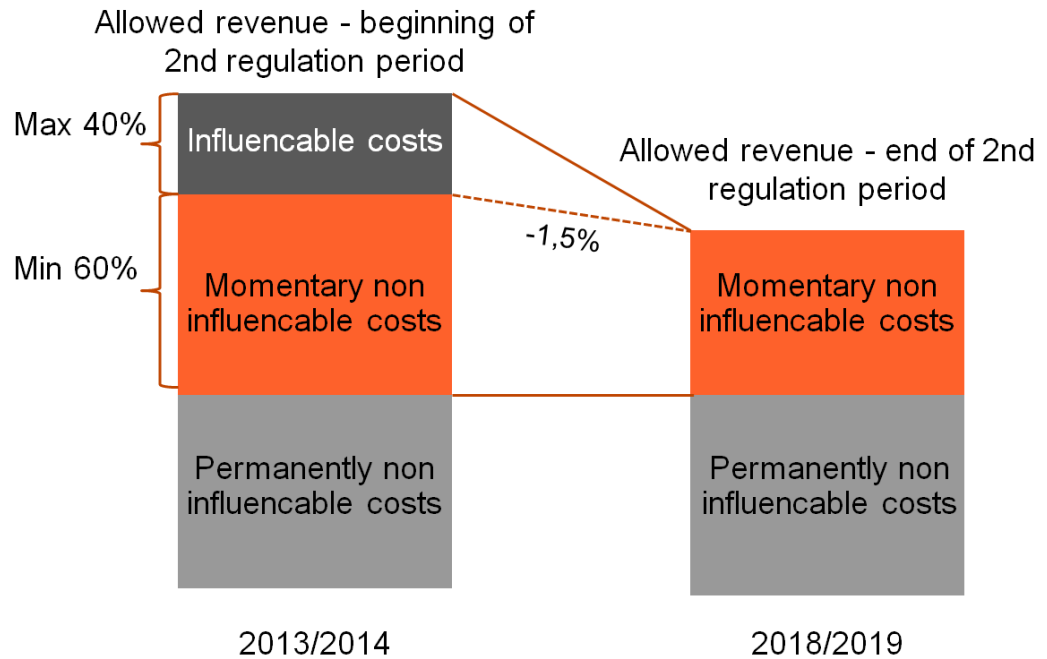 Allowed revenue - beginning of
2nd regulation period
Max 40%
Influencable costs
Allowed revenue - end of 2nd
regulation period
-1,5%
Min 60%
Momentary non
influencable costs
Momentary non
influencable costs
Permanently non
influencable costs
Permanently non
influencable costs
2013/2014
2018/2019